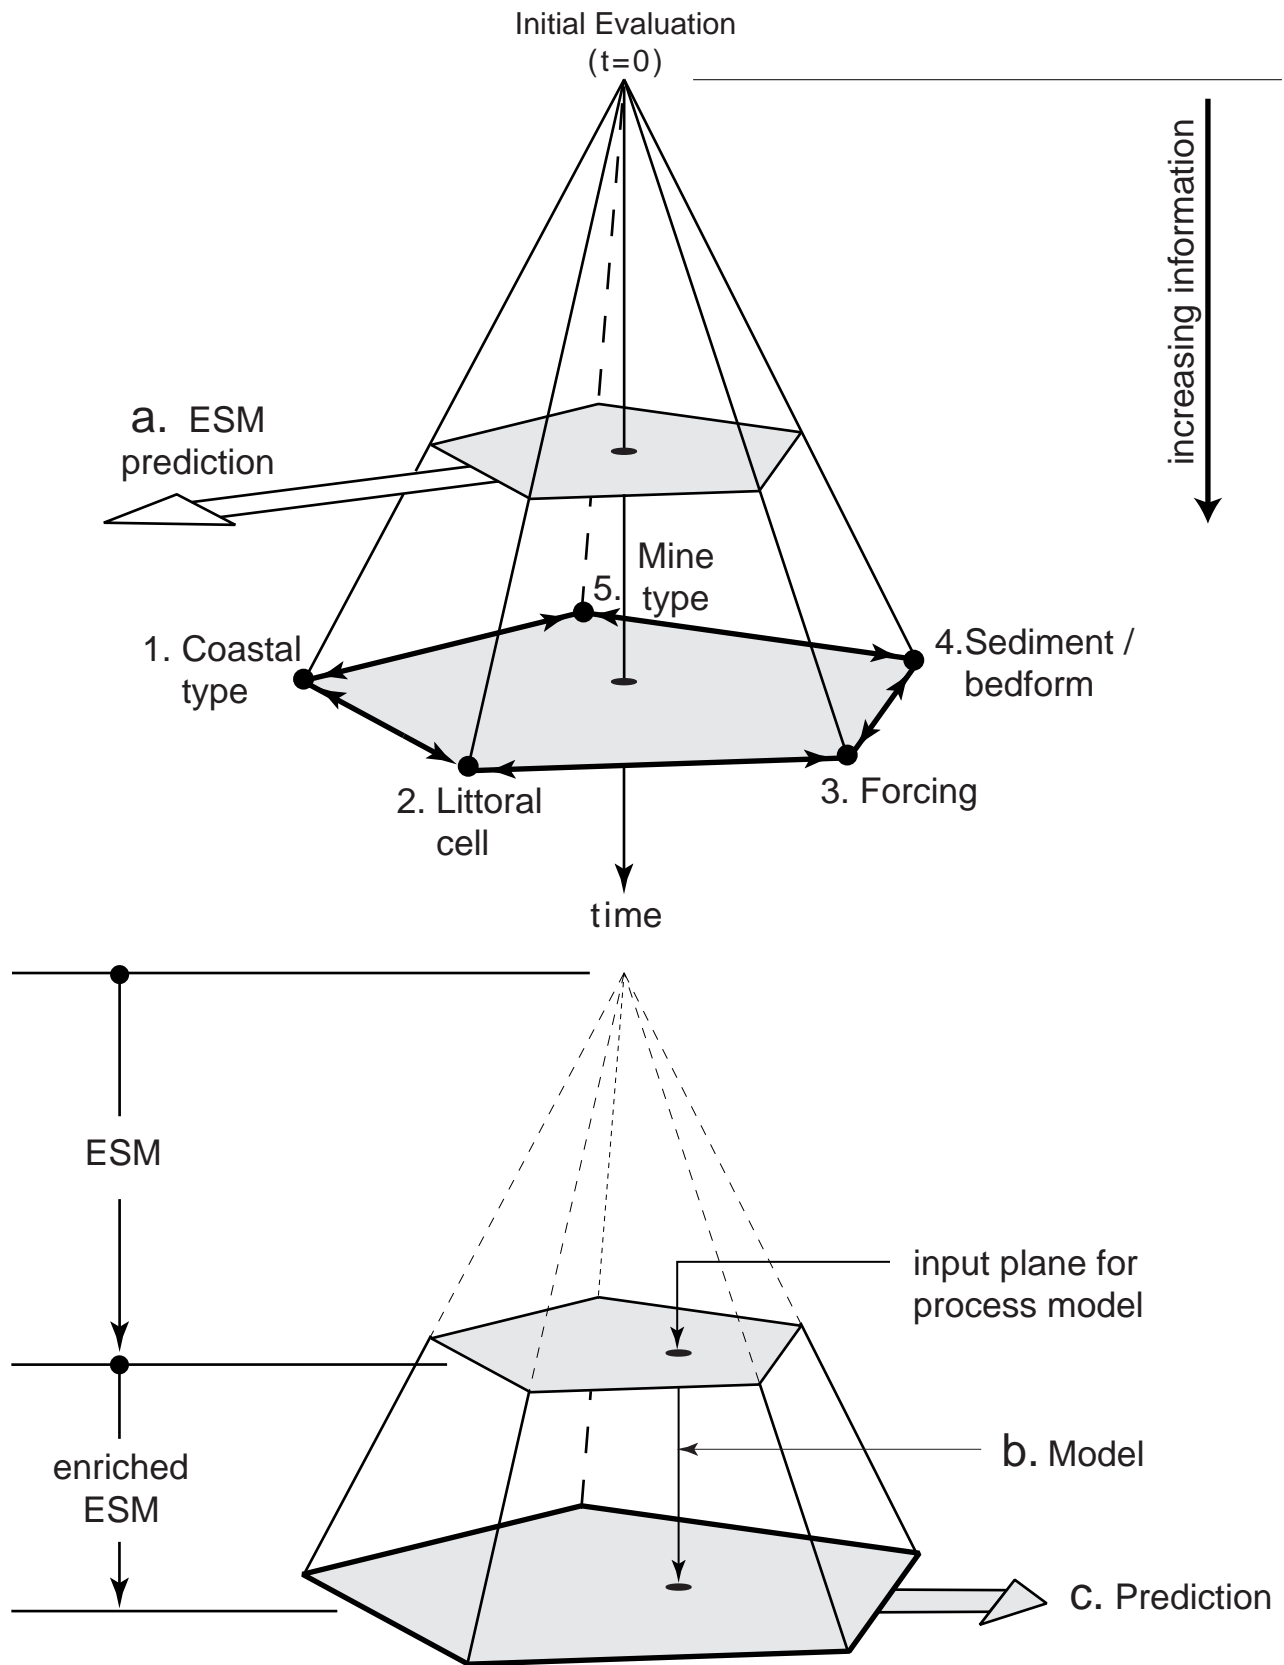 Initial Evaluation
(t=0)
increasing information
a. ESM
prediction
Mine
5. type
1. Coastal
type
4.Sediment /
bedform
2. Littoral
cell
3. Forcing
time
ESM
input plane for
process model
b. Model
enriched
ESM
c. Prediction